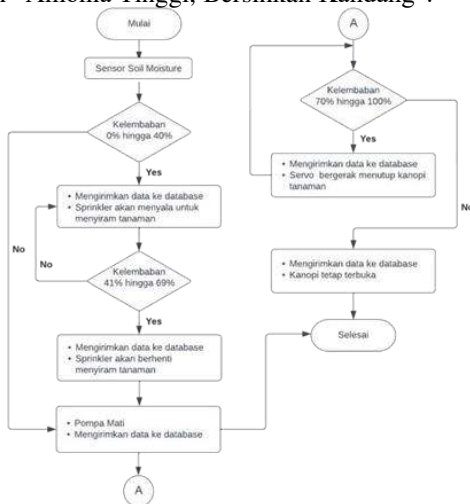 Amonia Tinggi, Bersihkan Kandang".
Mulai
Sensor Soil Moisture
Kelembaban
0% hingga 40%
Yes
• Mengirimkan data ke database
• Sprinkler akan menyala untuk
menyiram tanaman
No
No
Kelembaban
41% hingga 69%
Yes
• Mengirimkan data ke database
• Sprinkler akan berhenti
menyiram tanaman
• Pompa Mati
• Mengirimkan data ke database
A
A
Kelembaban
70% hingga 100%
Yes
• Mengirimkan data ke database
• Servo bergerak menutup kanopi
tanaman
No
• Mengirimkan data ke database
• Kanopi tetap terbuka
Selesai